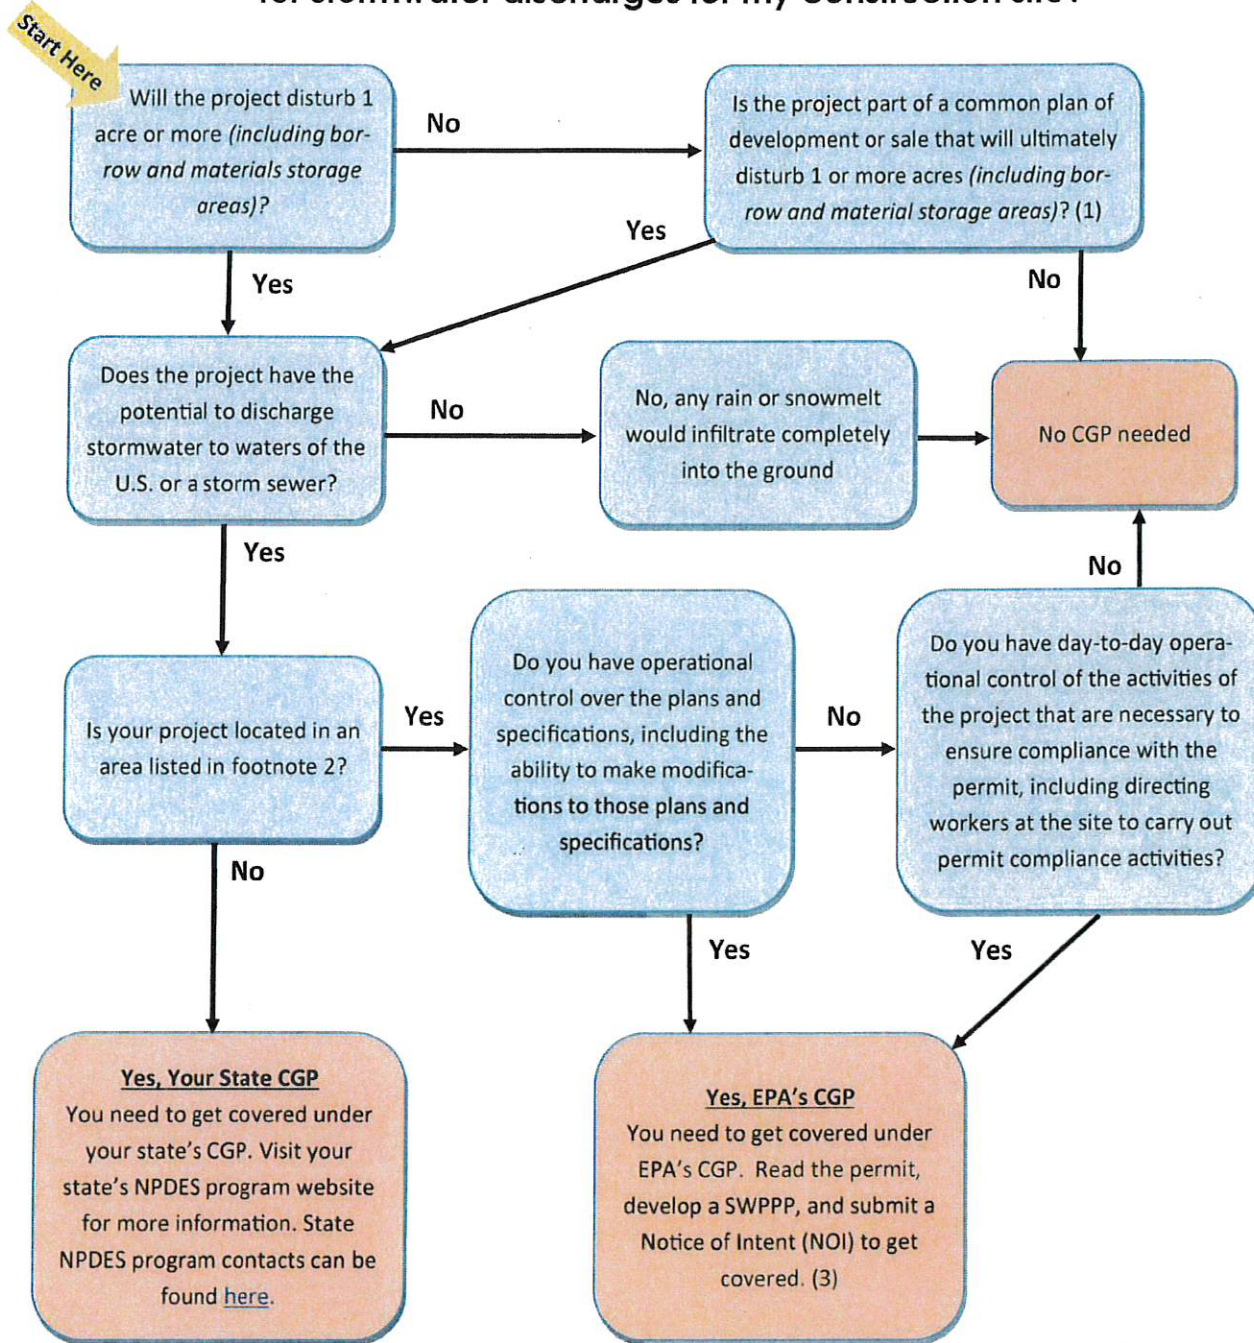 for stormwater discharges for my Construction site?
Start Here
Will the project disturb 1
acre or more (including bor-
row and materials storage
areas)?
No
Is the project part of a common plan of
development or sale that will ultimately
disturb 1 or more acres (including bor-
row and material storage areas)? (1)
Yes
Yes
No
Does the project have the
potential to discharge
stormwater to waters of the
U.S. or a storm sewer?
No
No, any rain or snowmelt
would infiltrate completely
into the ground
No CGP needed
Yes
No
Is your project located in an
area listed in footnote 2?
Yes
Do you have operational
control over the plans and
specifications, including the
ability to make modifica-
tions to those plans and
specifications?
No
Do you have day-to-day opera-
tional control of the activities of
the project that are necessary to
ensure compliance with the
permit, including directing
workers at the site to carry out
permit compliance activities?
No
Yes
Yes
Yes, Your State CGP
You need to get covered under
your state's CGP. Visit your
state's NPDES program website
for more information. State
NPDES program contacts can be
found here.
Yes, EPA's CGP
You need to get covered under
EPA's CGP. Read the permit,
develop a SWPPP, and submit a
Notice of Intent (NOI) to get
covered. (3)